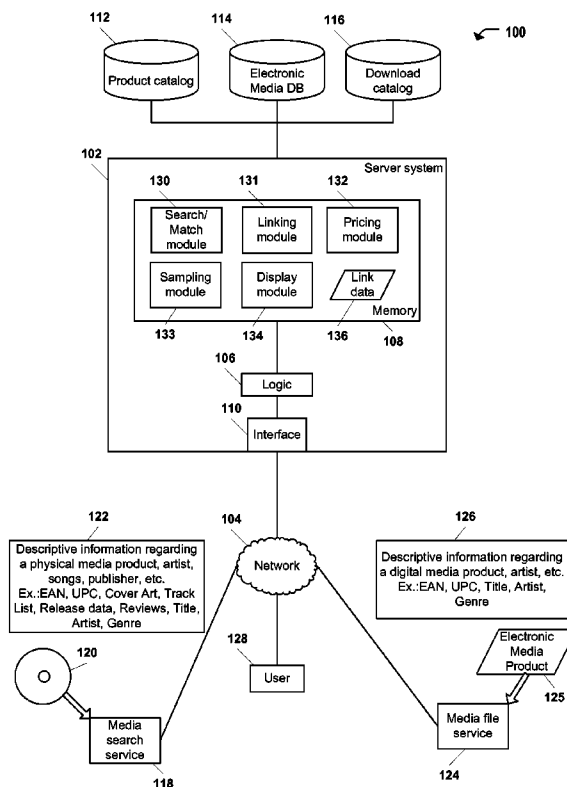 112
114
116
100
Product catalog
Electronic
Media DB
Download
catalog
102
Server system
130
131
132
Search/
Match
module
Linking
module
Pricing
module
Sampling
module
Display
module
Link
data
Memory
133
134
136
108
106
Logic
110
Interface
122
104
126
Descriptive information regarding
a physical media product, artist,
songs, publisher, etc.
Ex.:EAN, UPC, Cover Art, Track
List, Release data, Reviews, Title,
Artist, Genre
Network
Descriptive information regarding
a digital media product, artist, etc.
Ex.:EAN, UPC, Title, Artist,
Genre
120
128
User
Electronic
Media
Product
125
Media
search
service
118
Media file
service
124